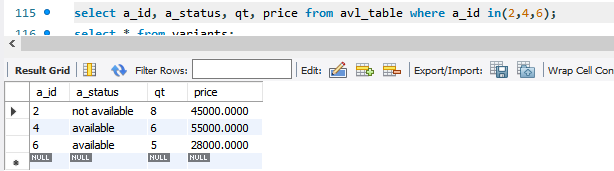 115 select a_id, a_status, qt, price from avl_table where a_id in(2,4,6);
116 select * from variants;
Result Grid Filter Rows: Edit: Export/Import: Wrap Cell Con
a_id a_status qt price
2 not available 8 45000.0000
4 available 6 55000.0000
6 available 5 28000.0000
NULL NULL NULL NULL